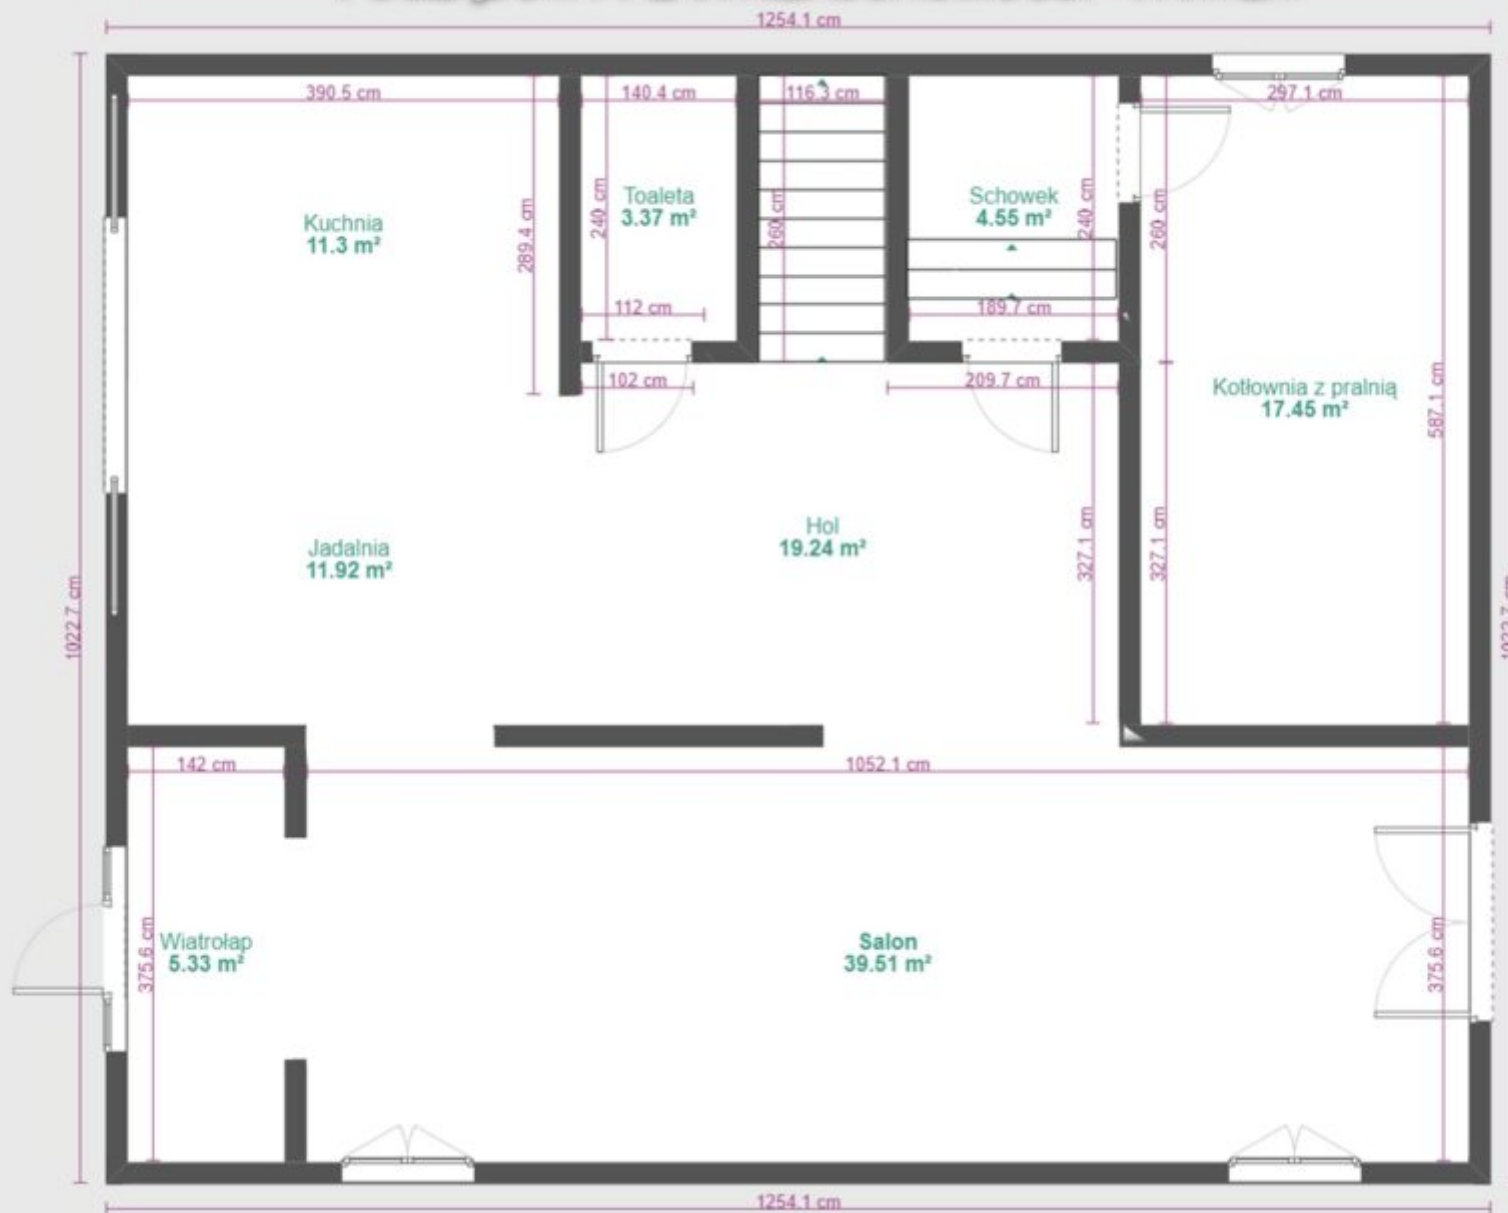 1254.1 cm
390.5 cm
140.4 cm
116.3 cm
297.1 cm
Kuchnia
11.3 m²
289.4 cm
240 cm
Toaleta
3.37 m²
260 cm
Schowek
4.55 m²
240 cm
260 cm
112 cm
189.7 cm
102 cm
209.7 cm
Kotłownia z pralnią
17.45 m²
587.1 cm
Jadalnia
11.92 m²
Hol
19.24 m²
327.1 cm
327.1 cm
1022.7 cm
142 cm
1052.1 cm
375.6 cm
Wiatrołap
5.33 m²
Salon
39.51 m²
375.6 cm
1254.1 cm